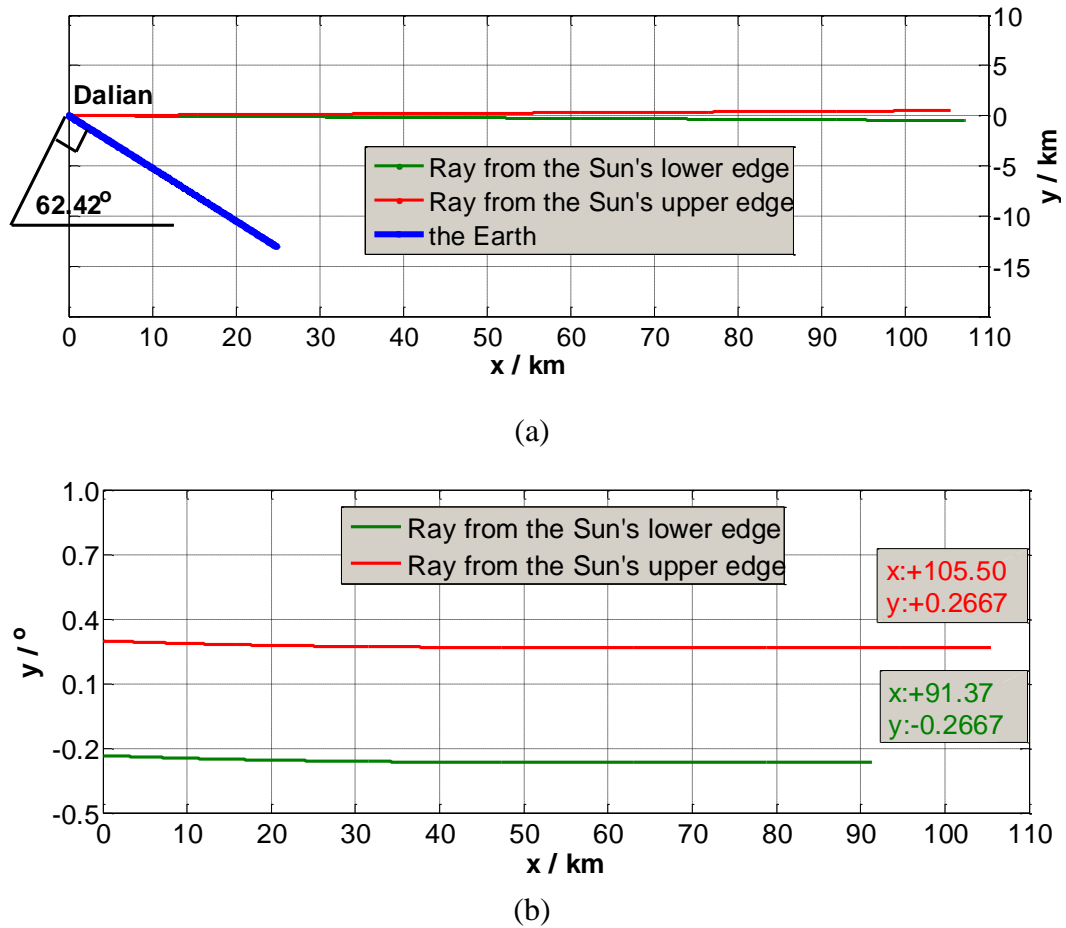 10
5
0
-5
-10
-15
y / km
Dalian
62.42°
Ray from the Sun's lower edge
Ray from the Sun's upper edge
the Earth
0 10 20 30 40 50 60 70 80 90 100 110
x / km
(a)
1.0
0.7
0.4
0.1
-0.2
-0.5
y / °
Ray from the Sun's lower edge
Ray from the Sun's upper edge
x:+105.50
y:+0.2667
x:+91.37
y:-0.2667
0 10 20 30 40 50 60 70 80 90 100 110
x / km
(b)